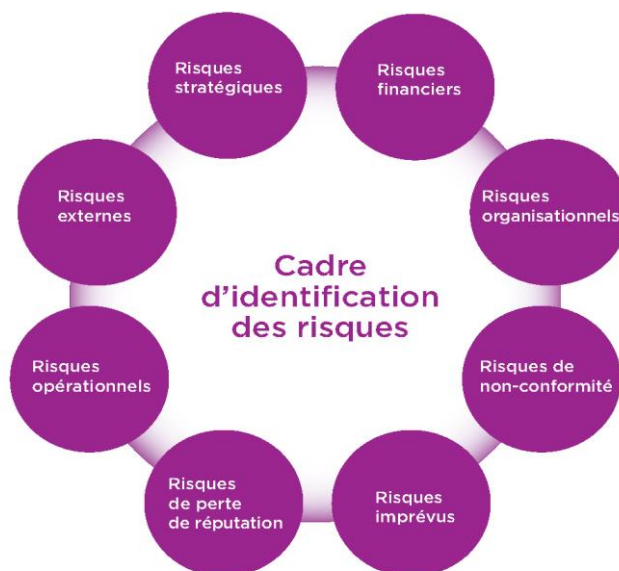 Risques
stratégiques
Risques
financiers
Risques
externes
Risques
organisationnels
Cadre
d’identification
des risques
Risques
opérationnels
Risques de
non-conformité
Risques
de perte
de réputation
Risques
imprévus